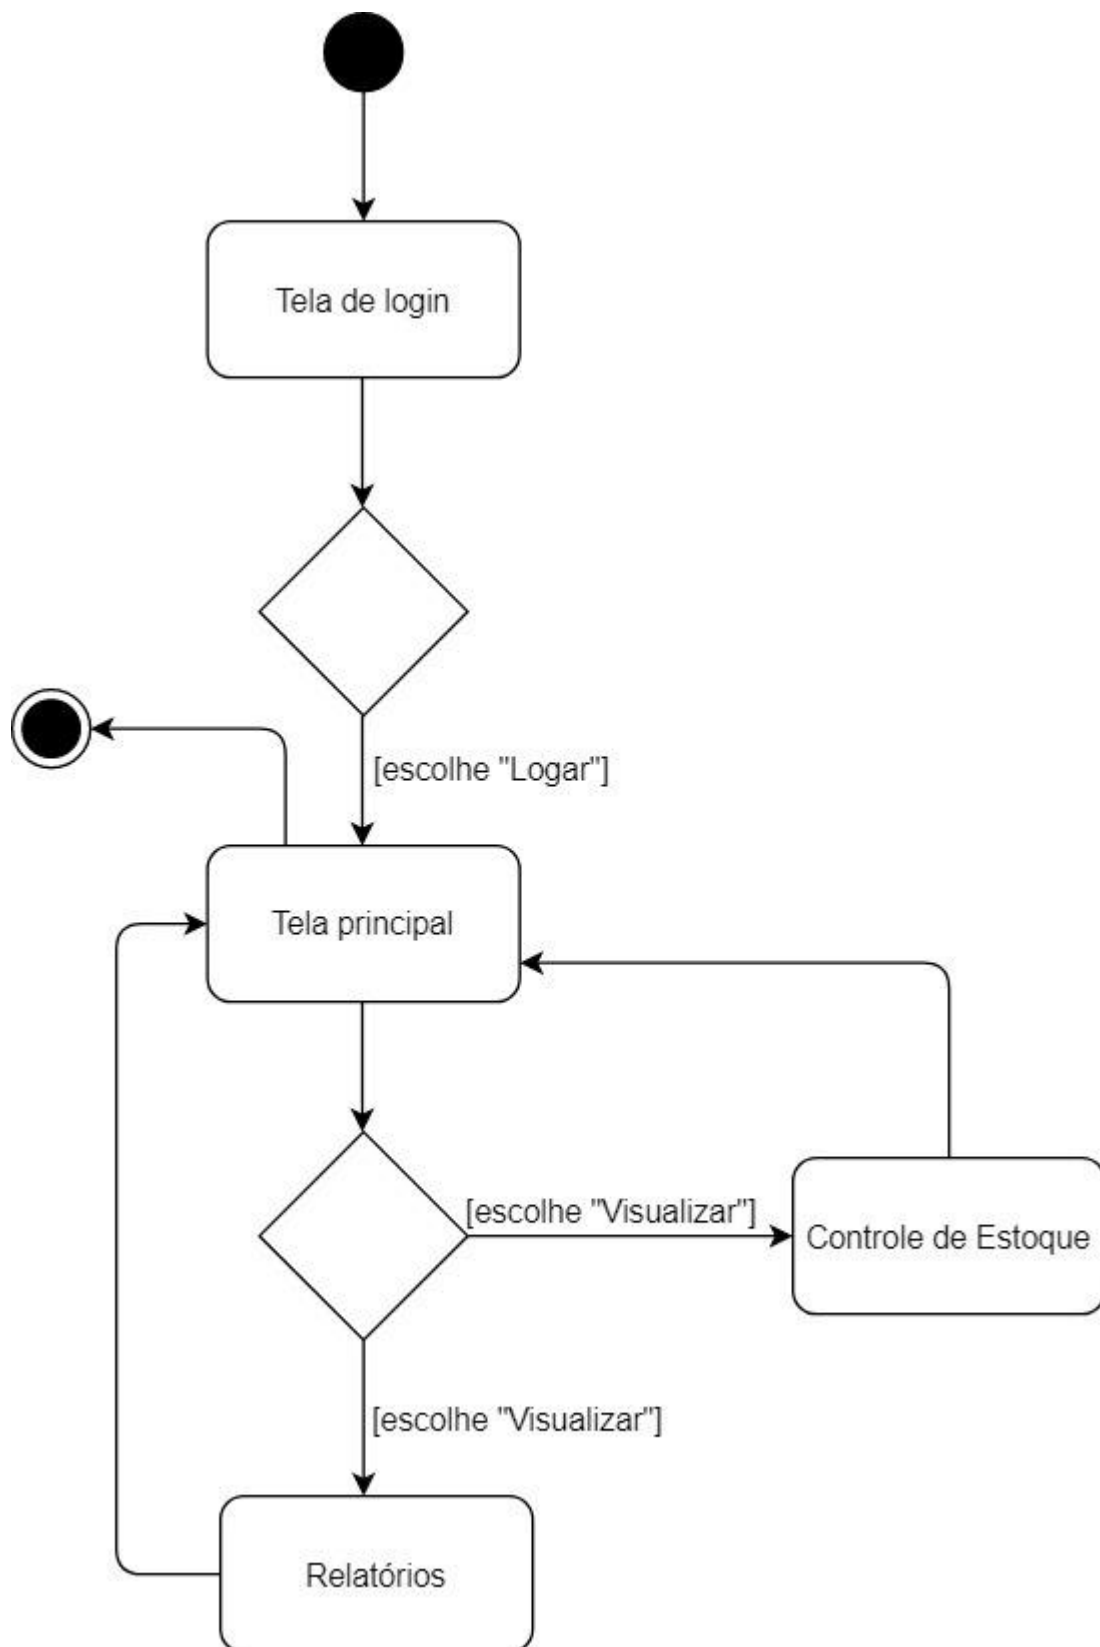 Tela de login
[escolhe "Logar"]
Tela principal
[escolhe "Visualizar"]
Controle de Estoque
[escolhe "Visualizar"]
Relatórios